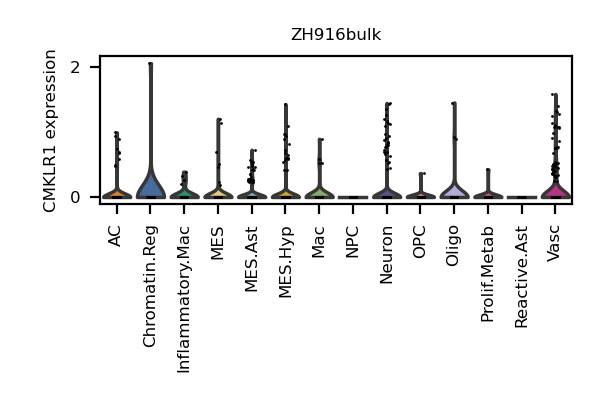 ZH916bulk
CMKLR1 expression
2
0
AC
Chromatin.Reg
Inflammatory.Mac
MES
MES.Ast
MES.Hyp
Mac
NPC
Neuron
OPC
Oligo
Prolif.Metab
Reactive.Ast
Vasc